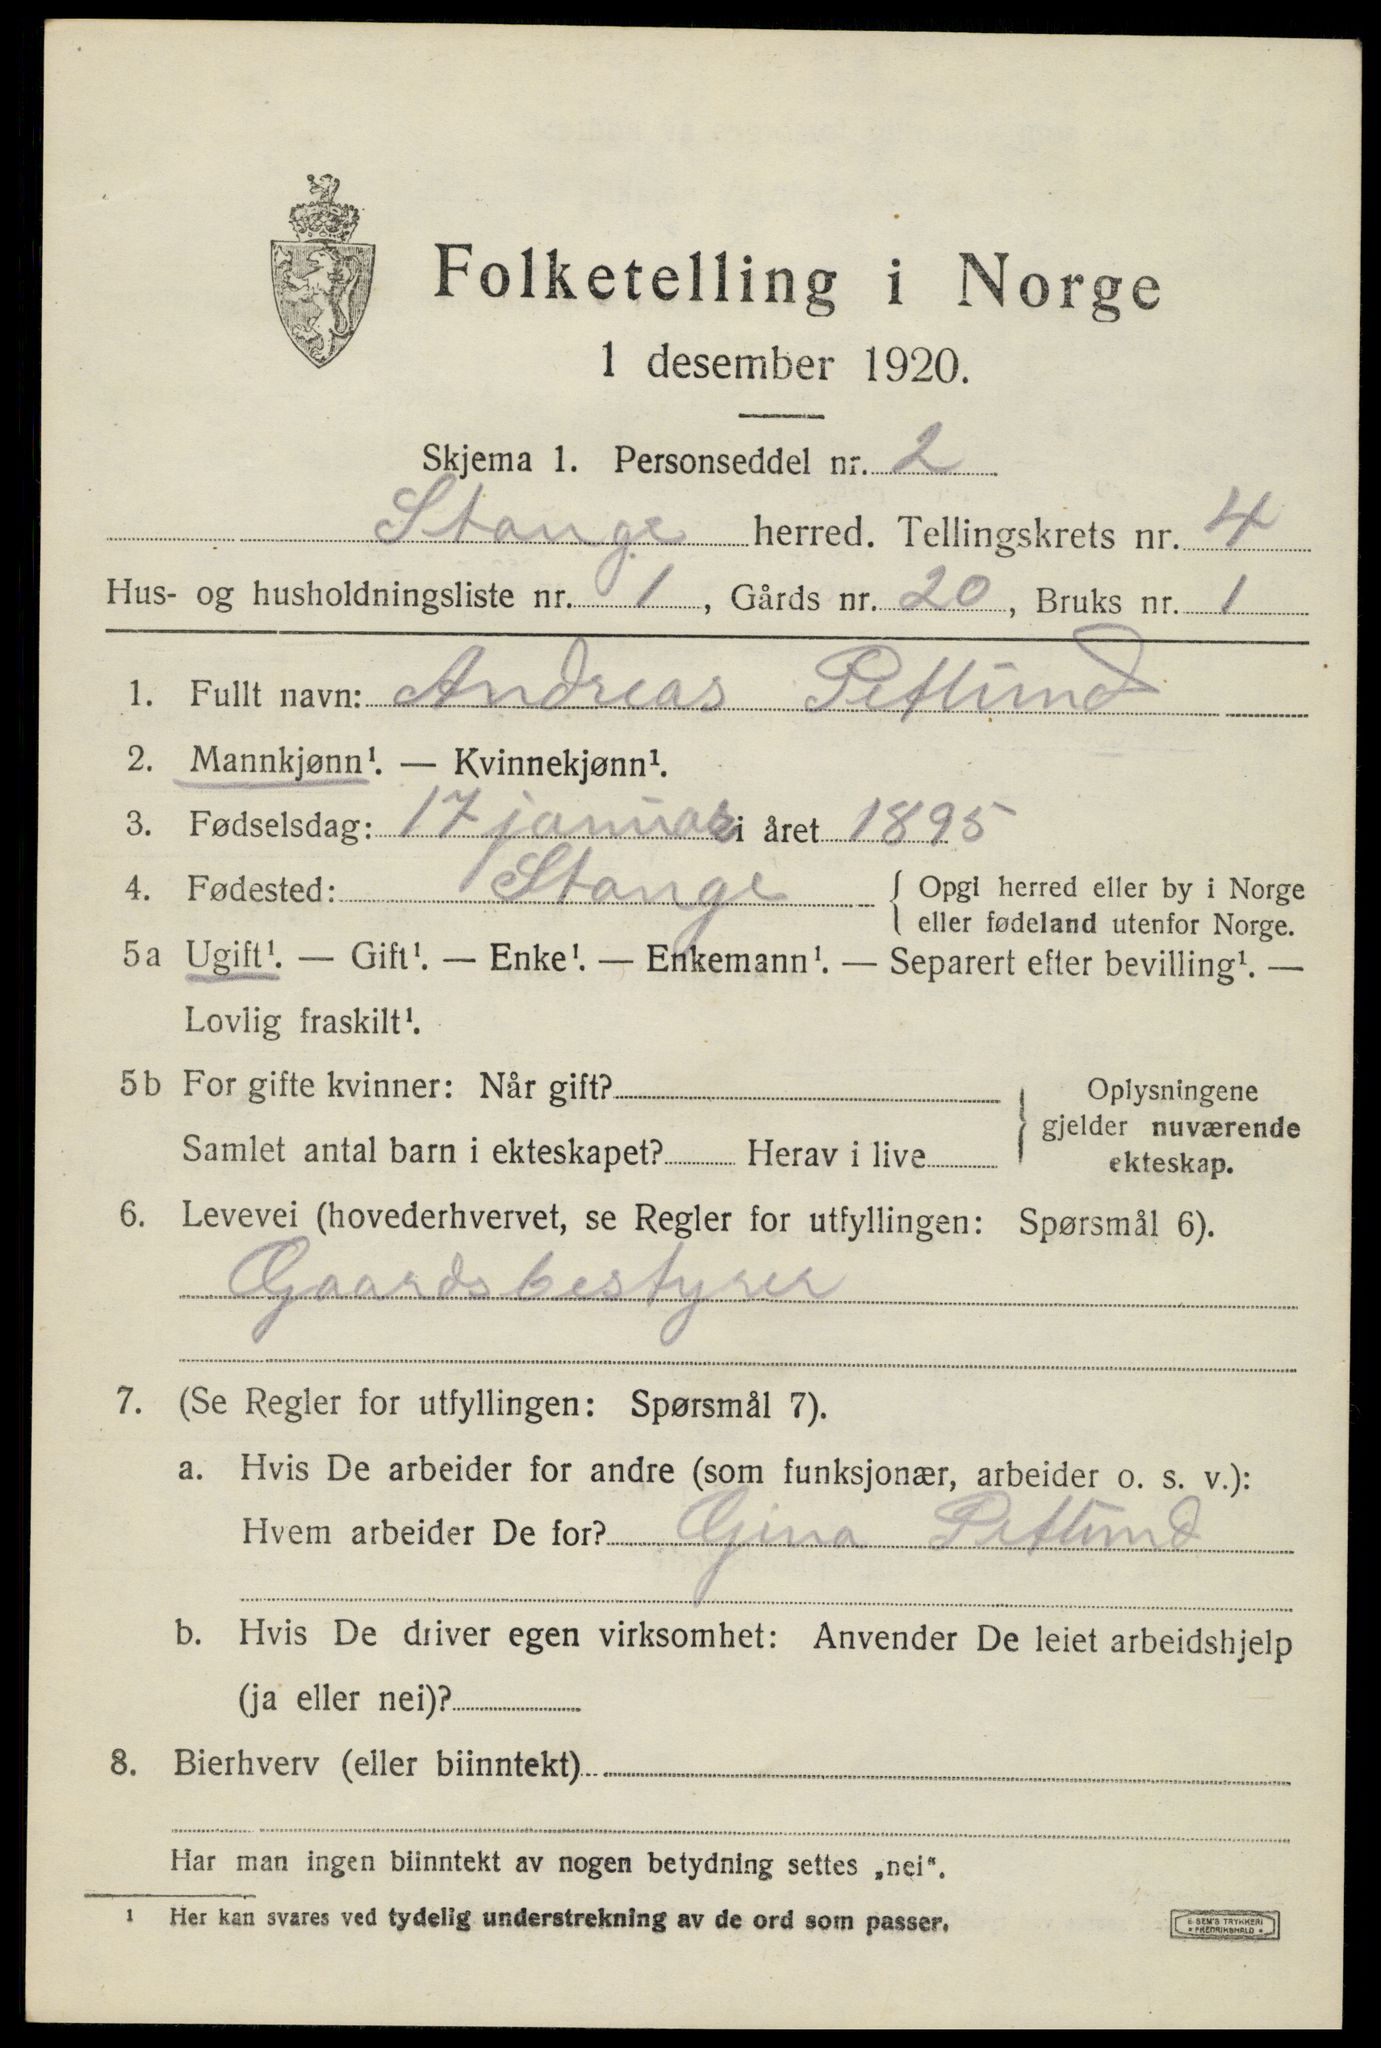 Folketelling i Norge
1 desember 1920.
Skjema 1. Personseddel nr. 2
Stange herred. Tellingskrets nr. 4
Hus- og husholdningsliste nr. 1, Gårds nr. 20, Bruks nr. 1
1. Fullt navn: Andreas Petlund
2. Mannkjønn¹. — Kvinnekjønn¹.
3. Fødselsdag: 17 januar i året 1895
4. Fødested: Stange { Opgi herred eller by i Norge
eller fødeland utenfor Norge.
5a Ugift¹. — Gift¹. — Enke¹. — Enkemann¹. — Separert efter bevilling¹. —
Lovlig fraskilt¹.
5b For gifte kvinner: Når gift? } Oplysningene
gjelder nuværende
Samlet antal barn i ekteskapet? Herav i live
ekteskap.
6. Levevei (hovederhvervet, se Regler for utfyllingen: Spørsmål 6).
Gaardsbestyrer
7. (Se Regler for utfyllingen: Spørsmål 7).
a. Hvis De arbeider for andre (som funksjonær, arbeider o. s. v.):
Hvem arbeider De for? Gina Petlund
b. Hvis De driver egen virksomhet: Anvender De leiet arbeidshjelp
(ja eller nei)?
8. Bierhverv (eller biinntekt)
Har man ingen biinntekt av nogen betydning settes „nei".
1 Her kan svares ved tydelig understrekning av de ord som passer.
E. SEM'S TRYKKERI
* FREDRIKSHALD *